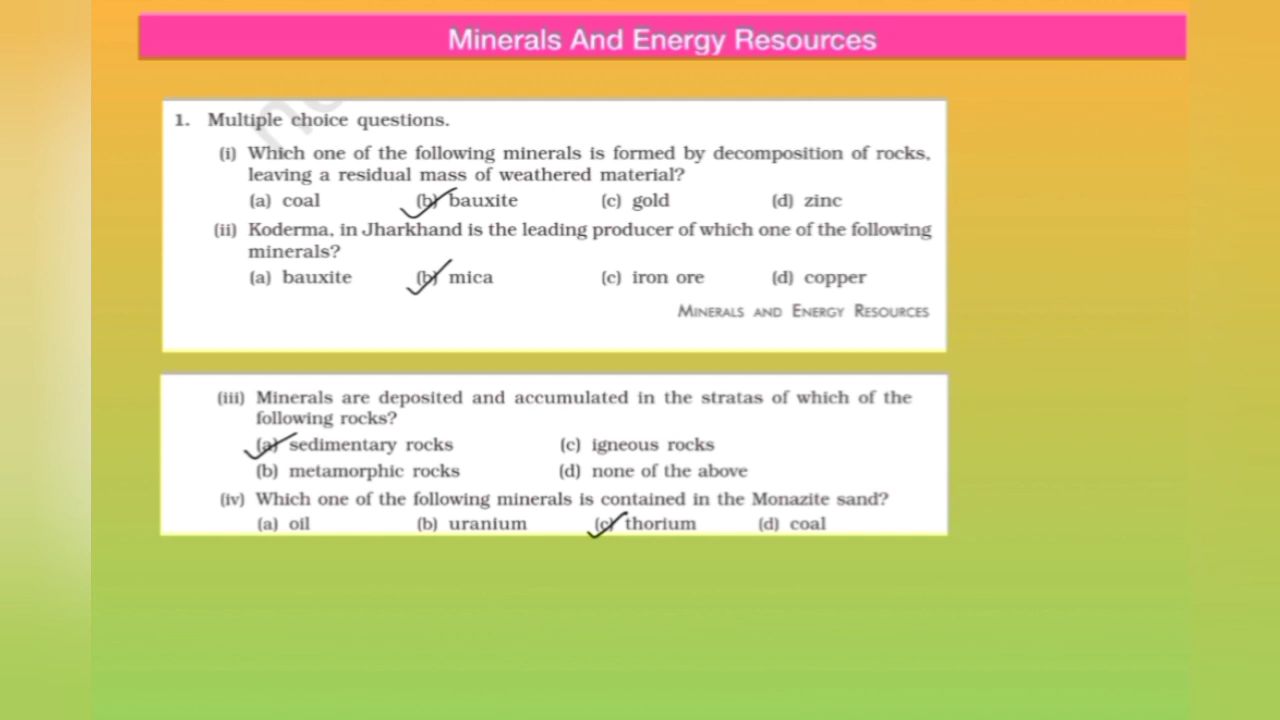 Minerals And Energy Resources
1. Multiple choice questions.
(i) Which one of the following minerals is formed by decomposition of rocks,
leaving a residual mass of weathered material?
(a) coal (b) bauxite (c) gold (d) zinc
(ii) Koderma, in Jharkhand is the leading producer of which one of the following
minerals?
(a) bauxite (b) mica (c) iron ore (d) copper
MINERALS AND ENERGY RESOURCES
(iii) Minerals are deposited and accumulated in the stratas of which of the
following rocks?
(a) sedimentary rocks (c) igneous rocks
(b) metamorphic rocks (d) none of the above
(iv) Which one of the following minerals is contained in the Monazite sand?
(a) oil (b) uranium (c) thorium (d) coal